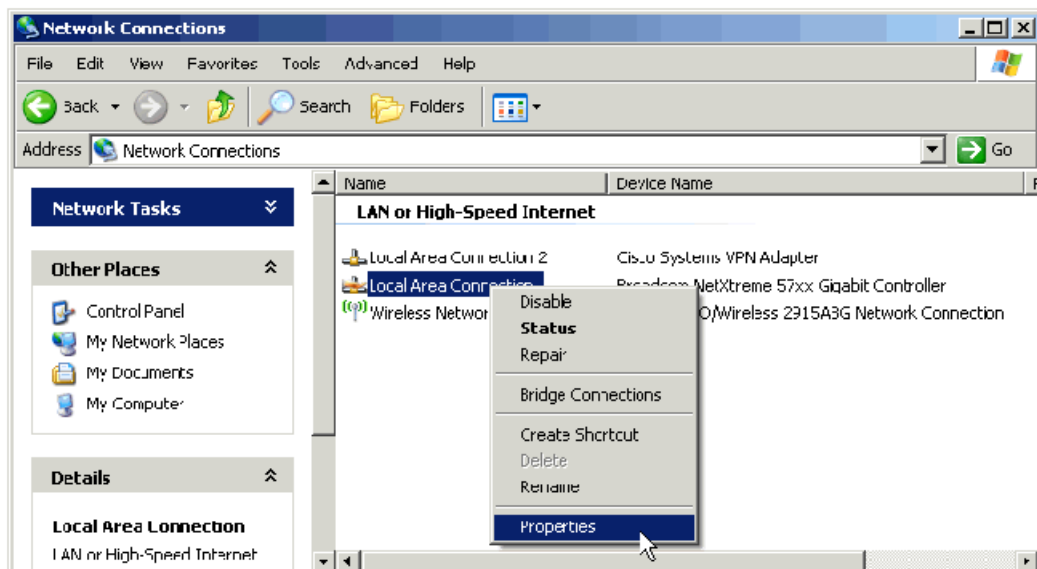 Network Connections
File Edit View Favorites Tools Advanced Help
Back Search Folders
Address Network Connections Go
Name Device Name
Network Tasks
LAN or High-Speed Internet
Local Area Connection 2 Cisco Systems VPN Adapter
Local Area Connection Broadcom NetXtreme 57xx Gigabit Controller
Wireless Networ O/Wireless 2915ABG Network Connection
Other Places
Control Panel
My Network Places
My Documents
My Computer
Disable
Status
Repair
Bridge Connections
Create Shortcut
Delete
Rename
Properties
Details
Local Area Connection
LAN or High-Speed Internet